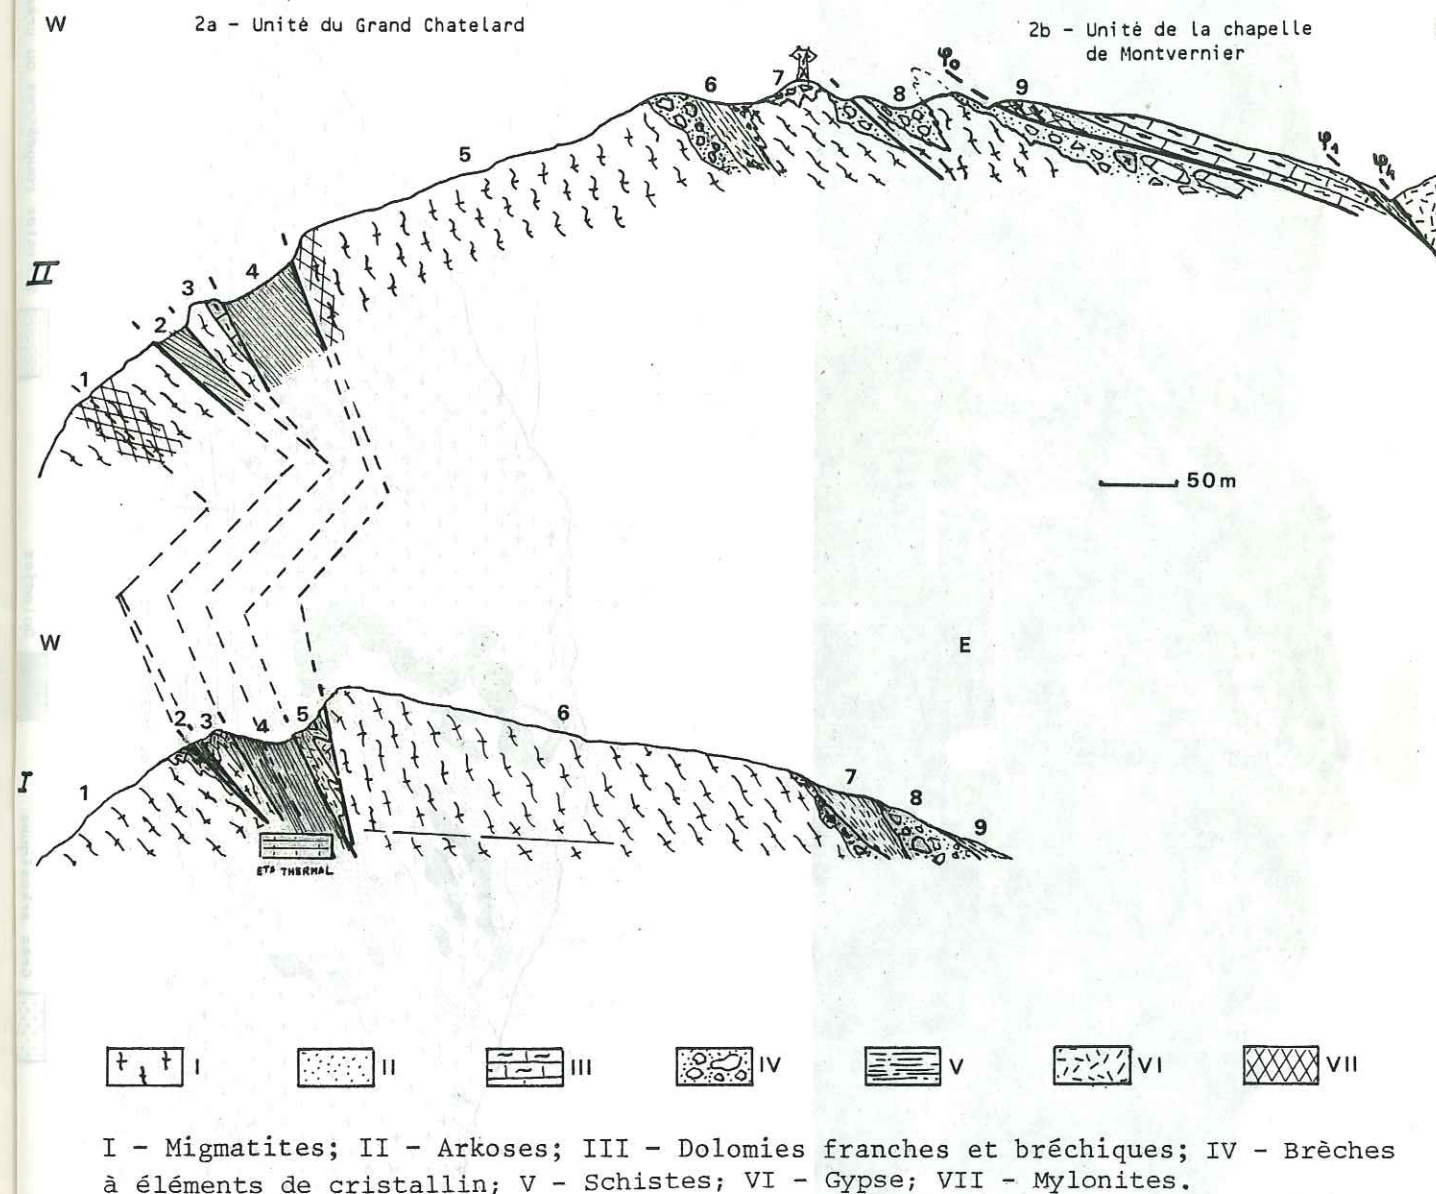 W
2a - Unité du Grand Chatelard
2b - Unité de la chapelle
de Montvernier
φ0
5
6
7
8
9
φ1
II
4
3
2
1
50m
W
E
2 3 4 5
6
I
1
7
8
9
ETS THERMAL
I II III IV V VI VII
I - Migmatites; II - Arkoses; III - Dolomies franches et bréchiques; IV - Brèches
à éléments de cristallin; V - Schistes; VI - Gypse; VII - Mylonites.